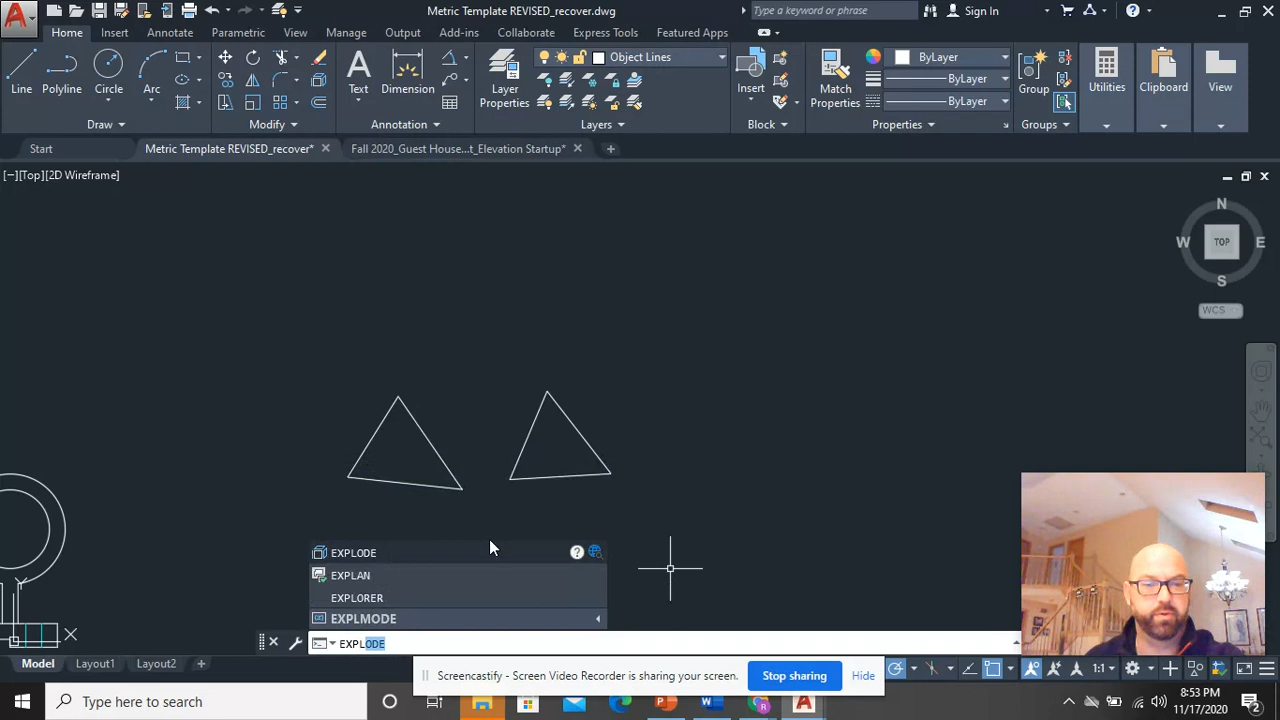 Metric Template REVISED_recover.dwg
Type a keyword or phrase
Sign In
Home
Insert
Annotate
Parametric
View
Manage
Output
Add-ins
Collaborate
Express Tools
Featured Apps
Line
Polyline
Circle
Arc
Text
Dimension
Layer
Properties
Object Lines
Insert
Match
Properties
ByLayer
ByLayer
ByLayer
Group
Utilities
Clipboard
View
Draw
Modify
Annotation
Layers
Block
Properties
Groups
Start
Metric Template REVISED_recover*
Fall 2020_Guest House...t_Elevation Startup*
[−][Top][2D Wireframe]
N
W
TOP
E
S
WCS
EXPLODE
EXPLAN
EXPLORER
EXPLMODE
EXPLODE
Model
Layout1
Layout2
1:1
Screencastify - Screen Video Recorder is sharing your screen.
Stop sharing
Hide
Type here to search
8:53 PM
11/17/2020
2